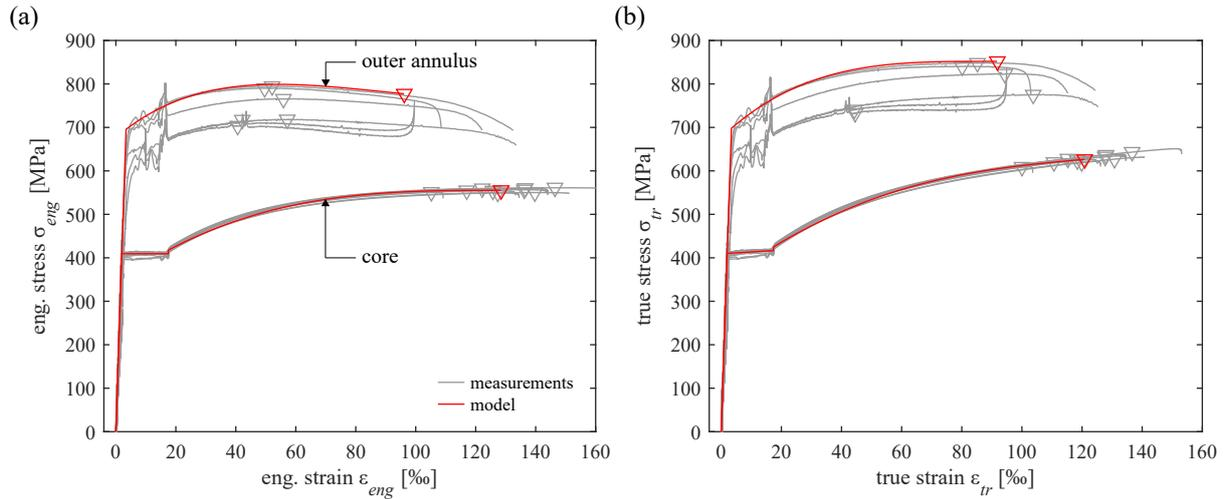 (a)
900
800
700
600
500
400
300
200
100
0
0 20 40 60 80 100 120 140 160
eng. stress σeng [MPa]
eng. strain εeng [‰]
outer annulus
core
measurements
model
(b)
900
800
700
600
500
400
300
200
100
0
0 20 40 60 80 100 120 140 160
true stress σtr [MPa]
true strain εtr [‰]